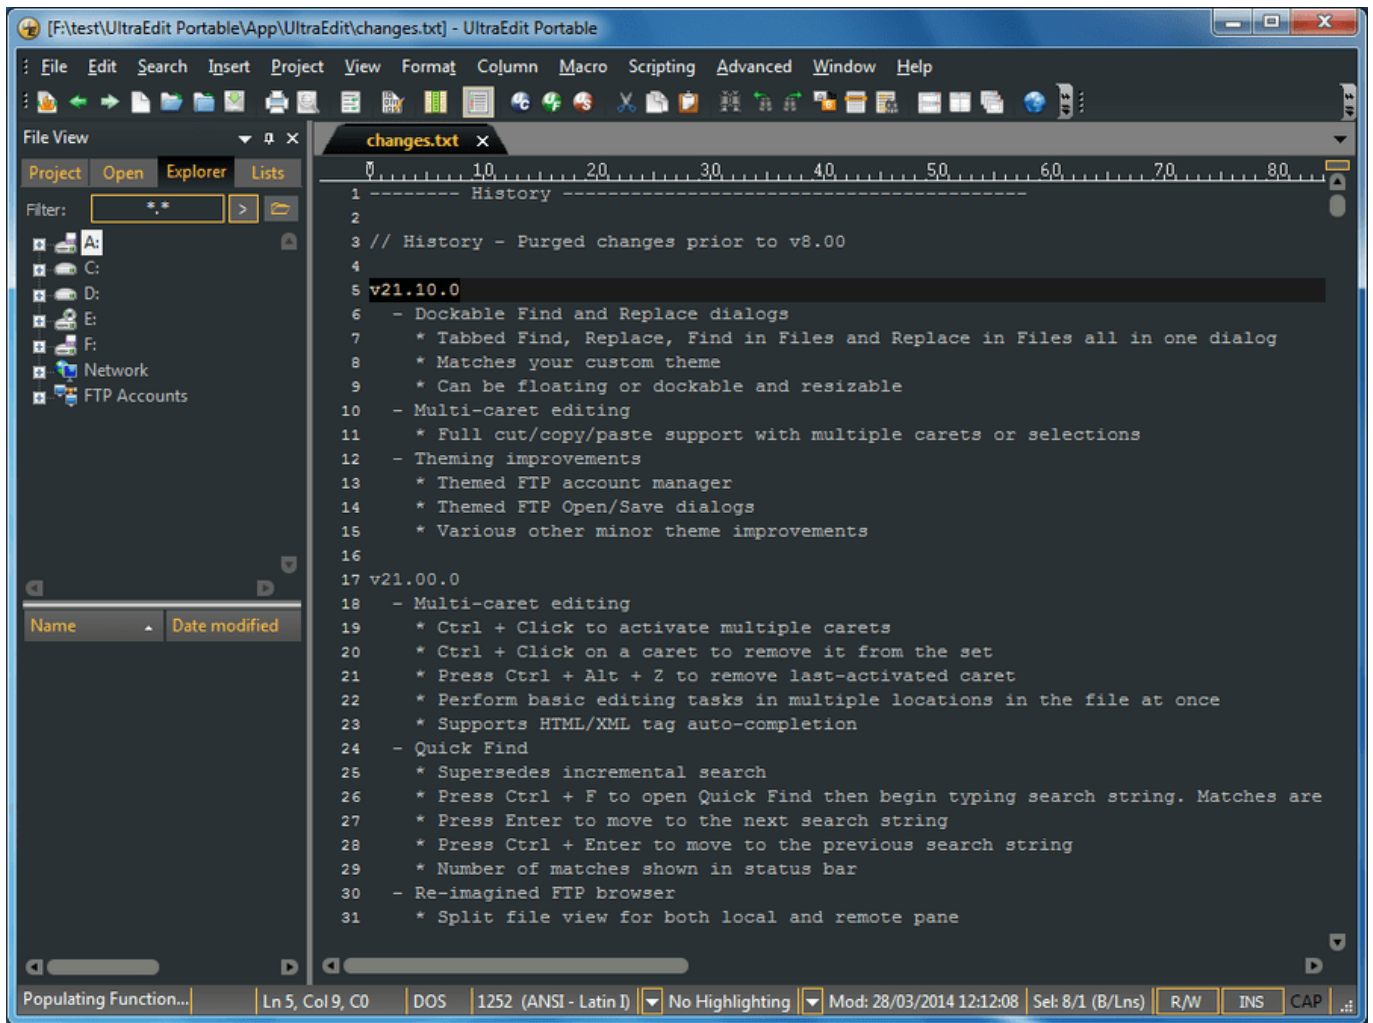 [F:\test\UltraEdit Portable\App\UltraEdit\changes.txt] - UltraEdit Portable
File Edit Search Insert Project View Format Column Macro Scripting Advanced Window Help
File View
changes.txt
Project Open Explorer Lists
0 10 20 30 40 50 60 70 80
Filter: *.* >
A:
C:
D:
E:
F:
Network
FTP Accounts
Name Date modified
1 -------- History -----------------------------------------
2
3 // History - Purged changes prior to v8.00
4
5 v21.10.0
6 - Dockable Find and Replace dialogs
7 * Tabbed Find, Replace, Find in Files and Replace in Files all in one dialog
8 * Matches your custom theme
9 * Can be floating or dockable and resizable
10 - Multi-caret editing
11 * Full cut/copy/paste support with multiple carets or selections
12 - Theming improvements
13 * Themed FTP account manager
14 * Themed FTP Open/Save dialogs
15 * Various other minor theme improvements
16
17 v21.00.0
18 - Multi-caret editing
19 * Ctrl + Click to activate multiple carets
20 * Ctrl + Click on a caret to remove it from the set
21 * Press Ctrl + Alt + Z to remove last-activated caret
22 * Perform basic editing tasks in multiple locations in the file at once
23 * Supports HTML/XML tag auto-completion
24 - Quick Find
25 * Supersedes incremental search
26 * Press Ctrl + F to open Quick Find then begin typing search string. Matches are
27 * Press Enter to move to the next search string
28 * Press Ctrl + Enter to move to the previous search string
29 * Number of matches shown in status bar
30 - Re-imagined FTP browser
31 * Split file view for both local and remote pane
Populating Function... Ln 5, Col 9, C0 DOS 1252 (ANSI - Latin I) No Highlighting Mod: 28/03/2014 12:12:08 Sel: 8/1 (B/Lns) R/W INS CAP